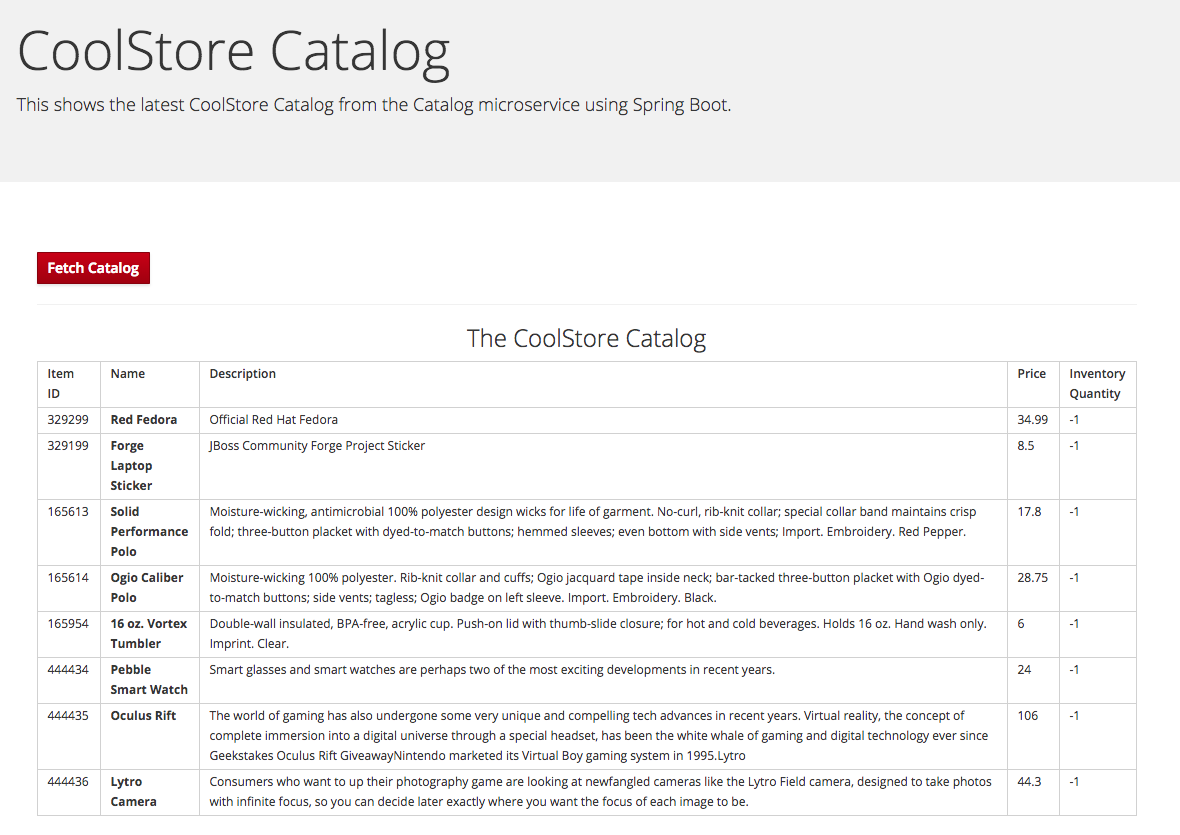 CoolStore Catalog
This shows the latest CoolStore Catalog from the Catalog microservice using Spring Boot.
Fetch Catalog
The CoolStore Catalog
Item ID Name Description Price Inventory Quantity
329299 Red Fedora Official Red Hat Fedora 34.99 -1
329199 Forge Laptop Sticker JBoss Community Forge Project Sticker 8.5 -1
165613 Solid Performance Polo Moisture-wicking, antimicrobial 100% polyester design wicks for life of garment. No-curl, rib-knit collar; special collar band maintains crisp fold; three-button placket with dyed-to-match buttons; hemmed sleeves; even bottom with side vents; Import. Embroidery. Red Pepper. 17.8 -1
165614 Ogio Caliber Polo Moisture-wicking 100% polyester. Rib-knit collar and cuffs; Ogio jacquard tape inside neck; bar-tacked three-button placket with Ogio dyed-to-match buttons; side vents; tagless; Ogio badge on left sleeve. Import. Embroidery. Black. 28.75 -1
165954 16 oz. Vortex Tumbler Double-wall insulated, BPA-free, acrylic cup. Push-on lid with thumb-slide closure; for hot and cold beverages. Holds 16 oz. Hand wash only. Imprint. Clear. 6 -1
444434 Pebble Smart Watch Smart glasses and smart watches are perhaps two of the most exciting developments in recent years. 24 -1
444435 Oculus Rift The world of gaming has also undergone some very unique and compelling tech advances in recent years. Virtual reality, the concept of complete immersion into a digital universe through a special headset, has been the white whale of gaming and digital technology ever since Geekstakes Oculus Rift GiveawayNintendo marketed its Virtual Boy gaming system in 1995.Lytro 106 -1
444436 Lytro Camera Consumers who want to up their photography game are looking at newfangled cameras like the Lytro Field camera, designed to take photos with infinite focus, so you can decide later exactly where you want the focus of each image to be. 44.3 -1